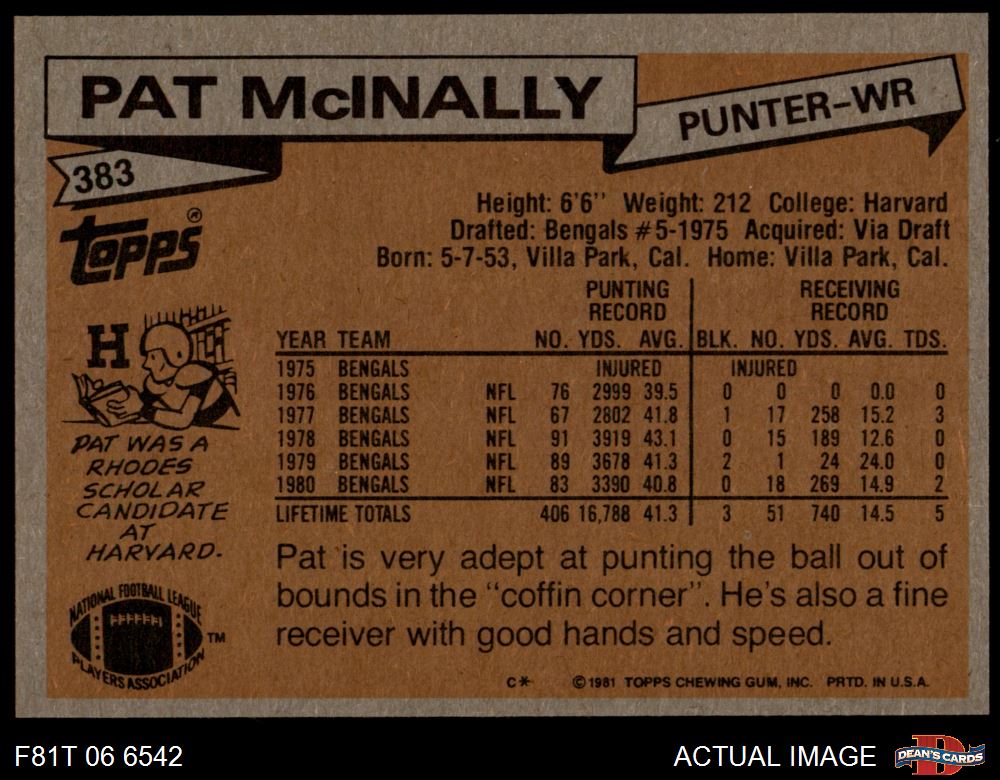 PAT McINALLY
PUNTER-WR
383
TOPPS®
Height: 6'6" Weight: 212 College: Harvard
Drafted: Bengals #5-1975 Acquired: Via Draft
Born: 5-7-53, Villa Park, Cal. Home: Villa Park, Cal.
PUNTING RECEIVING
RECORD RECORD
YEAR TEAM NO. YDS. AVG. BLK. NO. YDS. AVG. TDS.
1975 BENGALS INJURED INJURED
1976 BENGALS NFL 76 2999 39.5 0 0 0 0.0 0
1977 BENGALS NFL 67 2802 41.8 1 17 258 15.2 3
1978 BENGALS NFL 91 3919 43.1 0 15 189 12.6 0
1979 BENGALS NFL 89 3678 41.3 2 1 24 24.0 0
1980 BENGALS NFL 83 3390 40.8 0 18 269 14.9 2
LIFETIME TOTALS 406 16,788 41.3 3 51 740 14.5 5
H
PAT WAS A
RHODES
SCHOLAR
CANDIDATE
AT
HARVARD.
Pat is very adept at punting the ball out of
bounds in the "coffin corner". He's also a fine
receiver with good hands and speed.
NATIONAL FOOTBALL LEAGUE
PLAYERS ASSOCIATION
TM
C* ©1981 TOPPS CHEWING GUM, INC. PRTD. IN U.S.A.
F81T 06 6542
ACTUAL IMAGE
DEAN'S CARDS